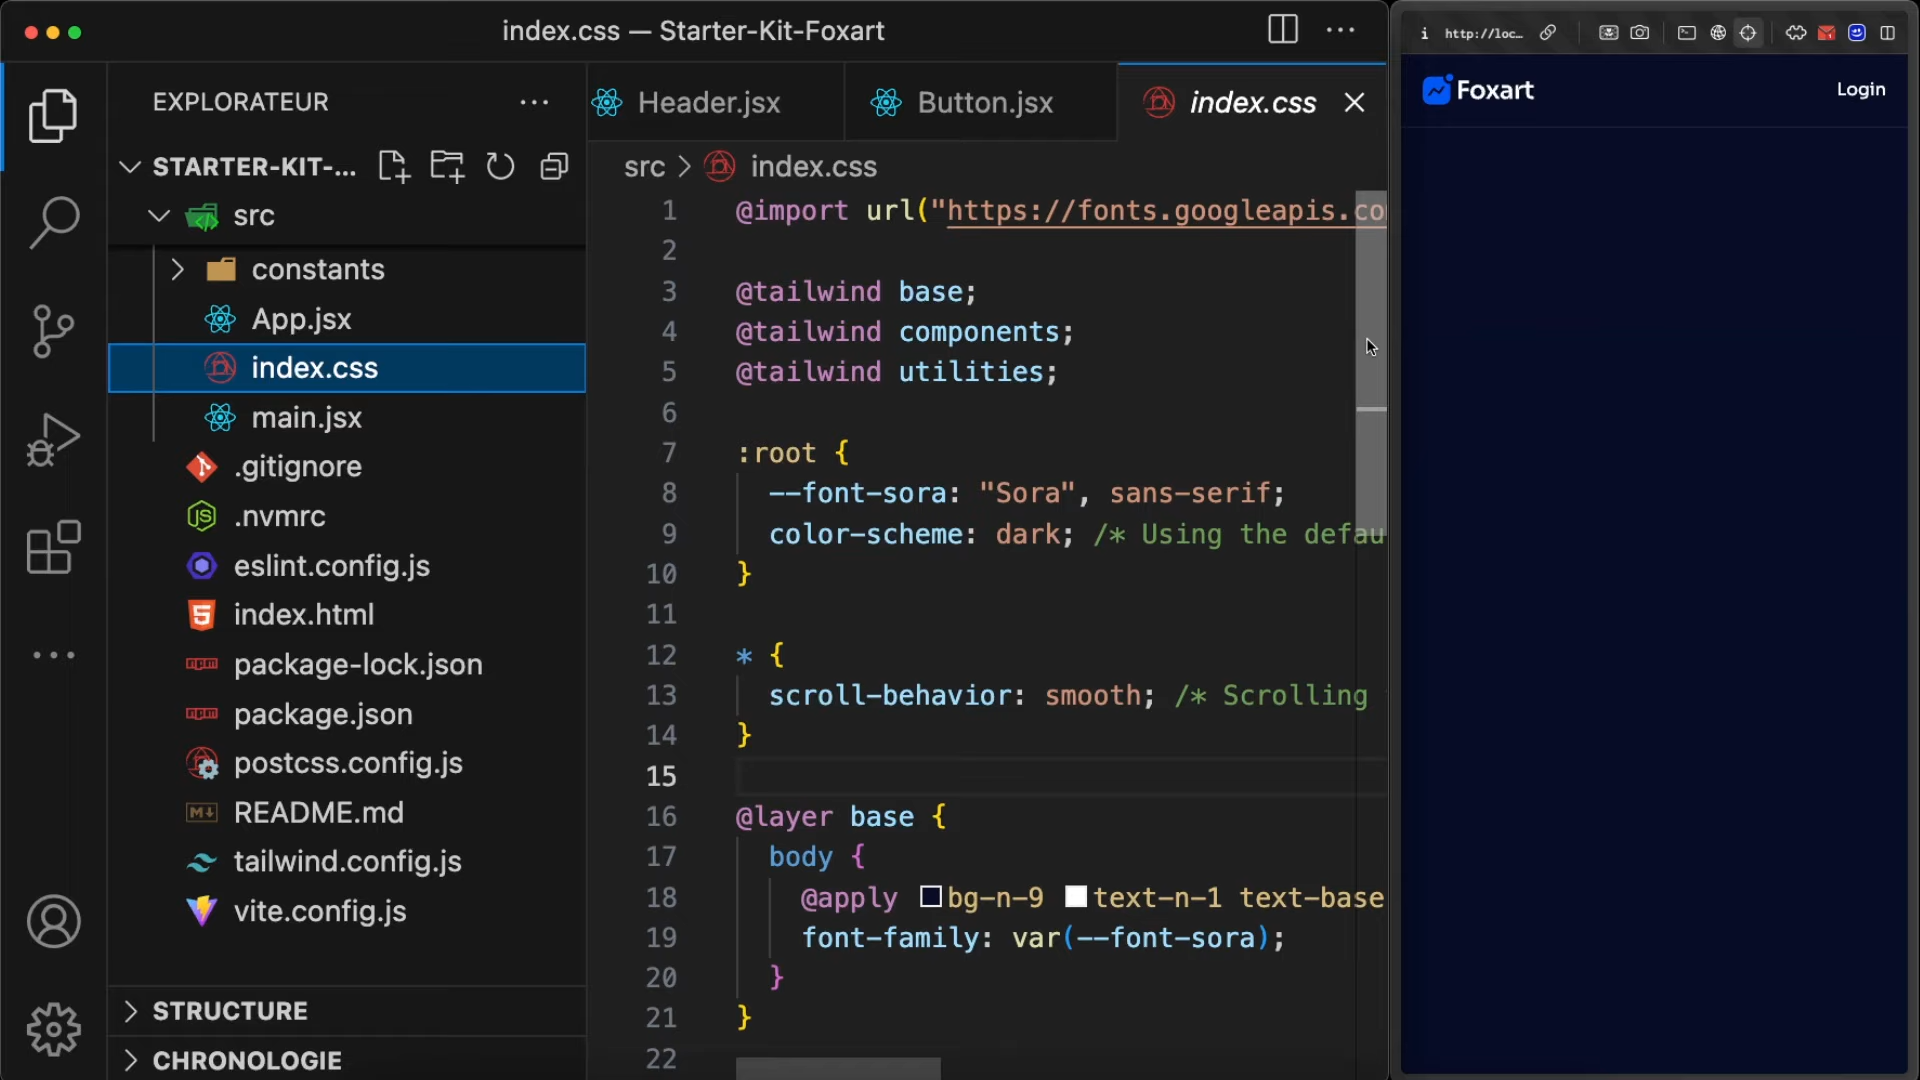 index.css — Starter-Kit-Foxart
http://loc…
EXPLORATEUR
Header.jsx
Button.jsx
index.css
Foxart
Login
STARTER-KIT-...
src > index.css
src
constants
App.jsx
index.css
main.jsx
.gitignore
.nvmrc
eslint.config.js
index.html
package-lock.json
package.json
postcss.config.js
README.md
tailwind.config.js
vite.config.js
STRUCTURE
CHRONOLOGIE
1 @import url("https://fonts.googleapis.co
2
3 @tailwind base;
4 @tailwind components;
5 @tailwind utilities;
6
7 :root {
8 --font-sora: "Sora", sans-serif;
9 color-scheme: dark; /* Using the defau
10 }
11
12 * {
13 scroll-behavior: smooth; /* Scrolling
14 }
15
16 @layer base {
17 body {
18 @apply bg-n-9 text-n-1 text-base
19 font-family: var(--font-sora);
20 }
21 }
22